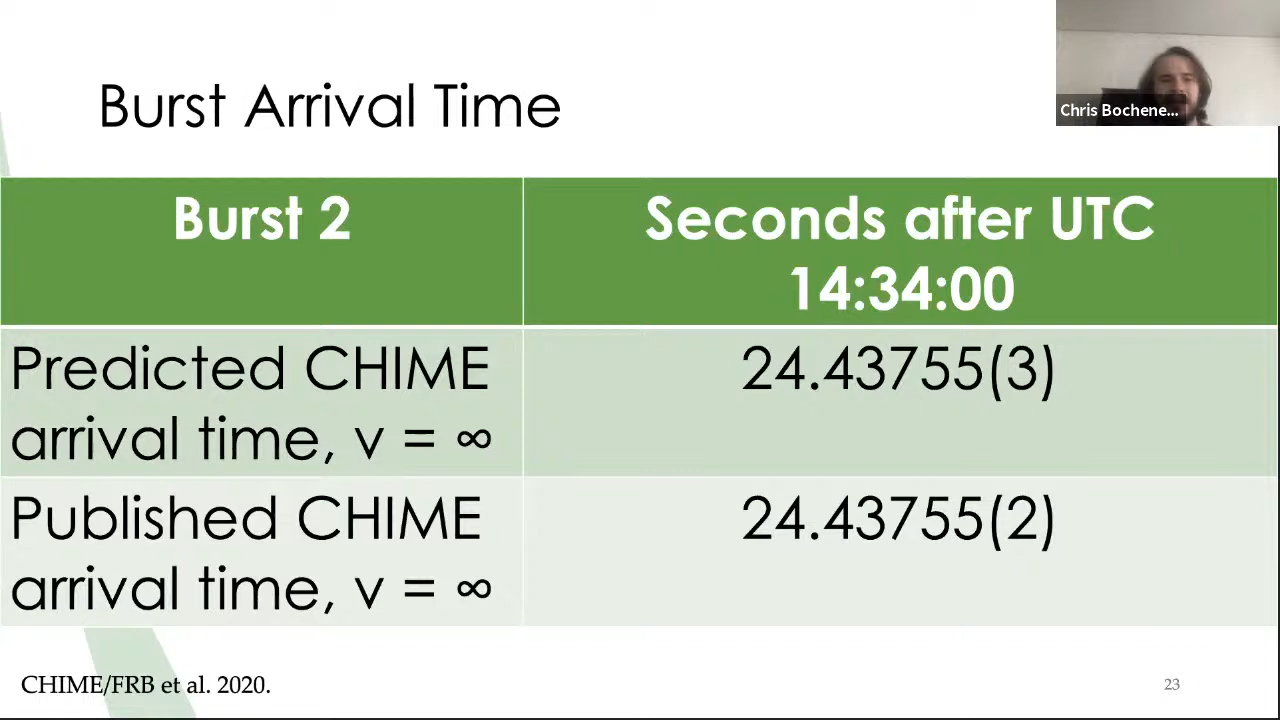 Burst Arrival Time
Chris Bochene...
Burst 2
Seconds after UTC
14:34:00
Predicted CHIME
arrival time, ν = ∞
24.43755(3)
Published CHIME
arrival time, ν = ∞
24.43755(2)
CHIME/FRB et al. 2020.
23